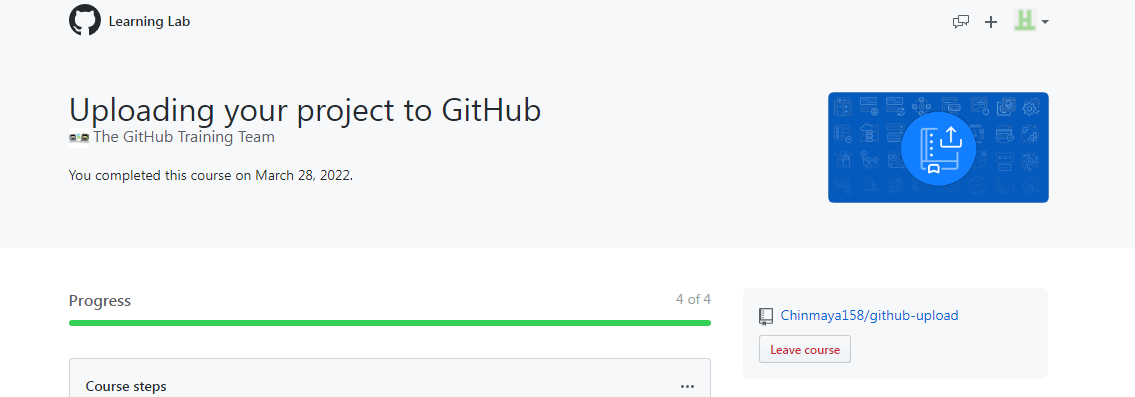 Learning Lab
Uploading your project to GitHub
The GitHub Training Team
You completed this course on March 28, 2022.
Progress
4 of 4
Chinmaya158/github-upload
Leave course
Course steps